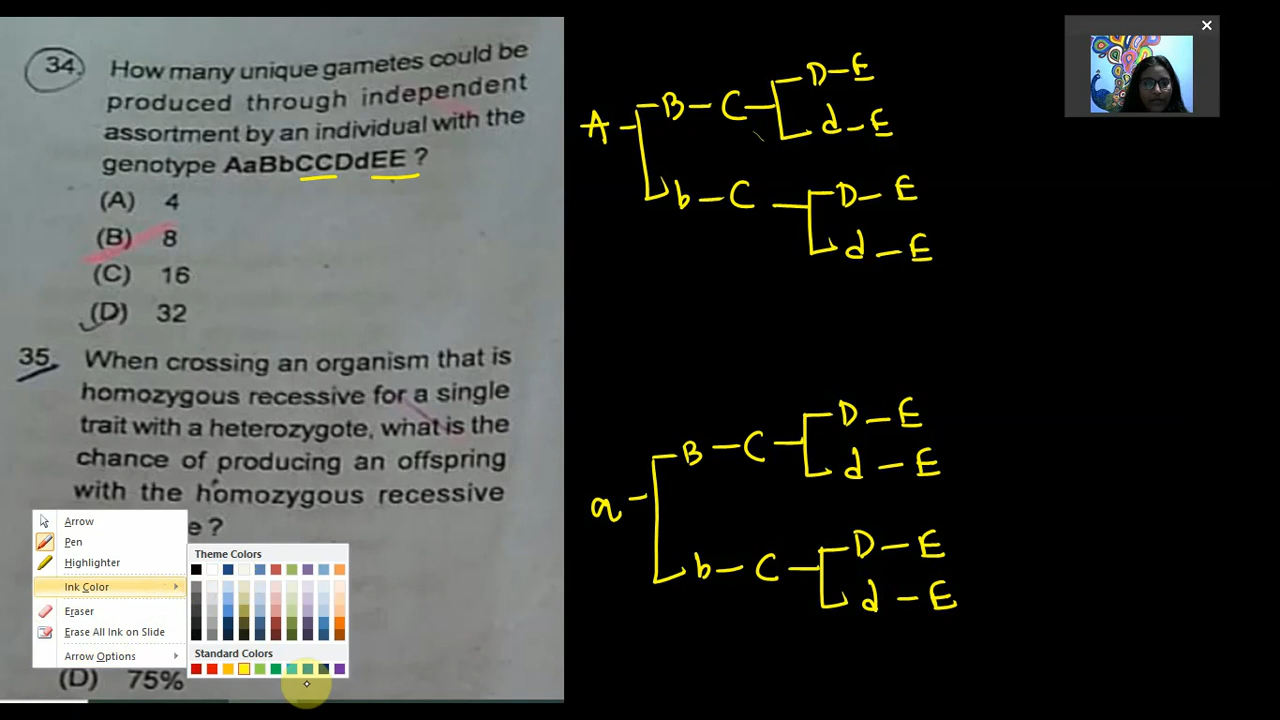 34. How many unique gametes could be
produced through independent
assortment by an individual with the
genotype AaBbCCDdEE ?
(A) 4
(B) 8
(C) 16
(D) 32
35. When crossing an organism that is
homozygous recessive for a single
trait with a heterozygote, what is the
chance of producing an offspring
with the homozygous recessive
e ?
(D) 75%
Arrow
Pen
Highlighter
Ink Color
Eraser
Erase All Ink on Slide
Arrow Options
Theme Colors
Standard Colors
A B C D E
d E
b C D E
d E
a B C D E
d E
b C D E
d E